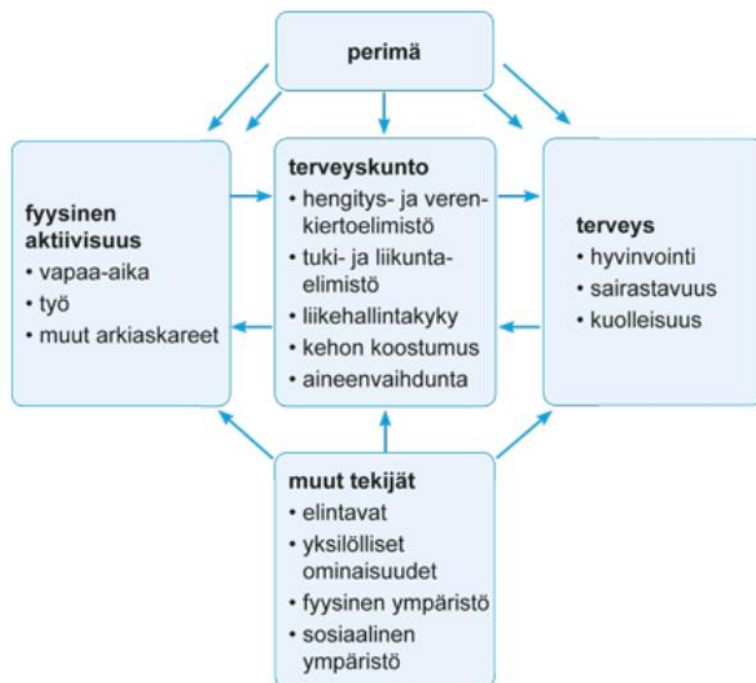 perimä
fyysinen
aktiivisuus
• vapaa-aika
• työ
• muut arkiaskareet
terveyskunto
• hengitys- ja veren-
kiertoelimistö
• tuki- ja liikunta-
elimistö
• liikehallintakyky
• kehon koostumus
• aineenvaihdunta
terveys
• hyvinvointi
• sairastavuus
• kuolleisuus
muut tekijät
• elintavat
• yksilölliset
ominaisuudet
• fyysinen ympäristö
• sosiaalinen
ympäristö